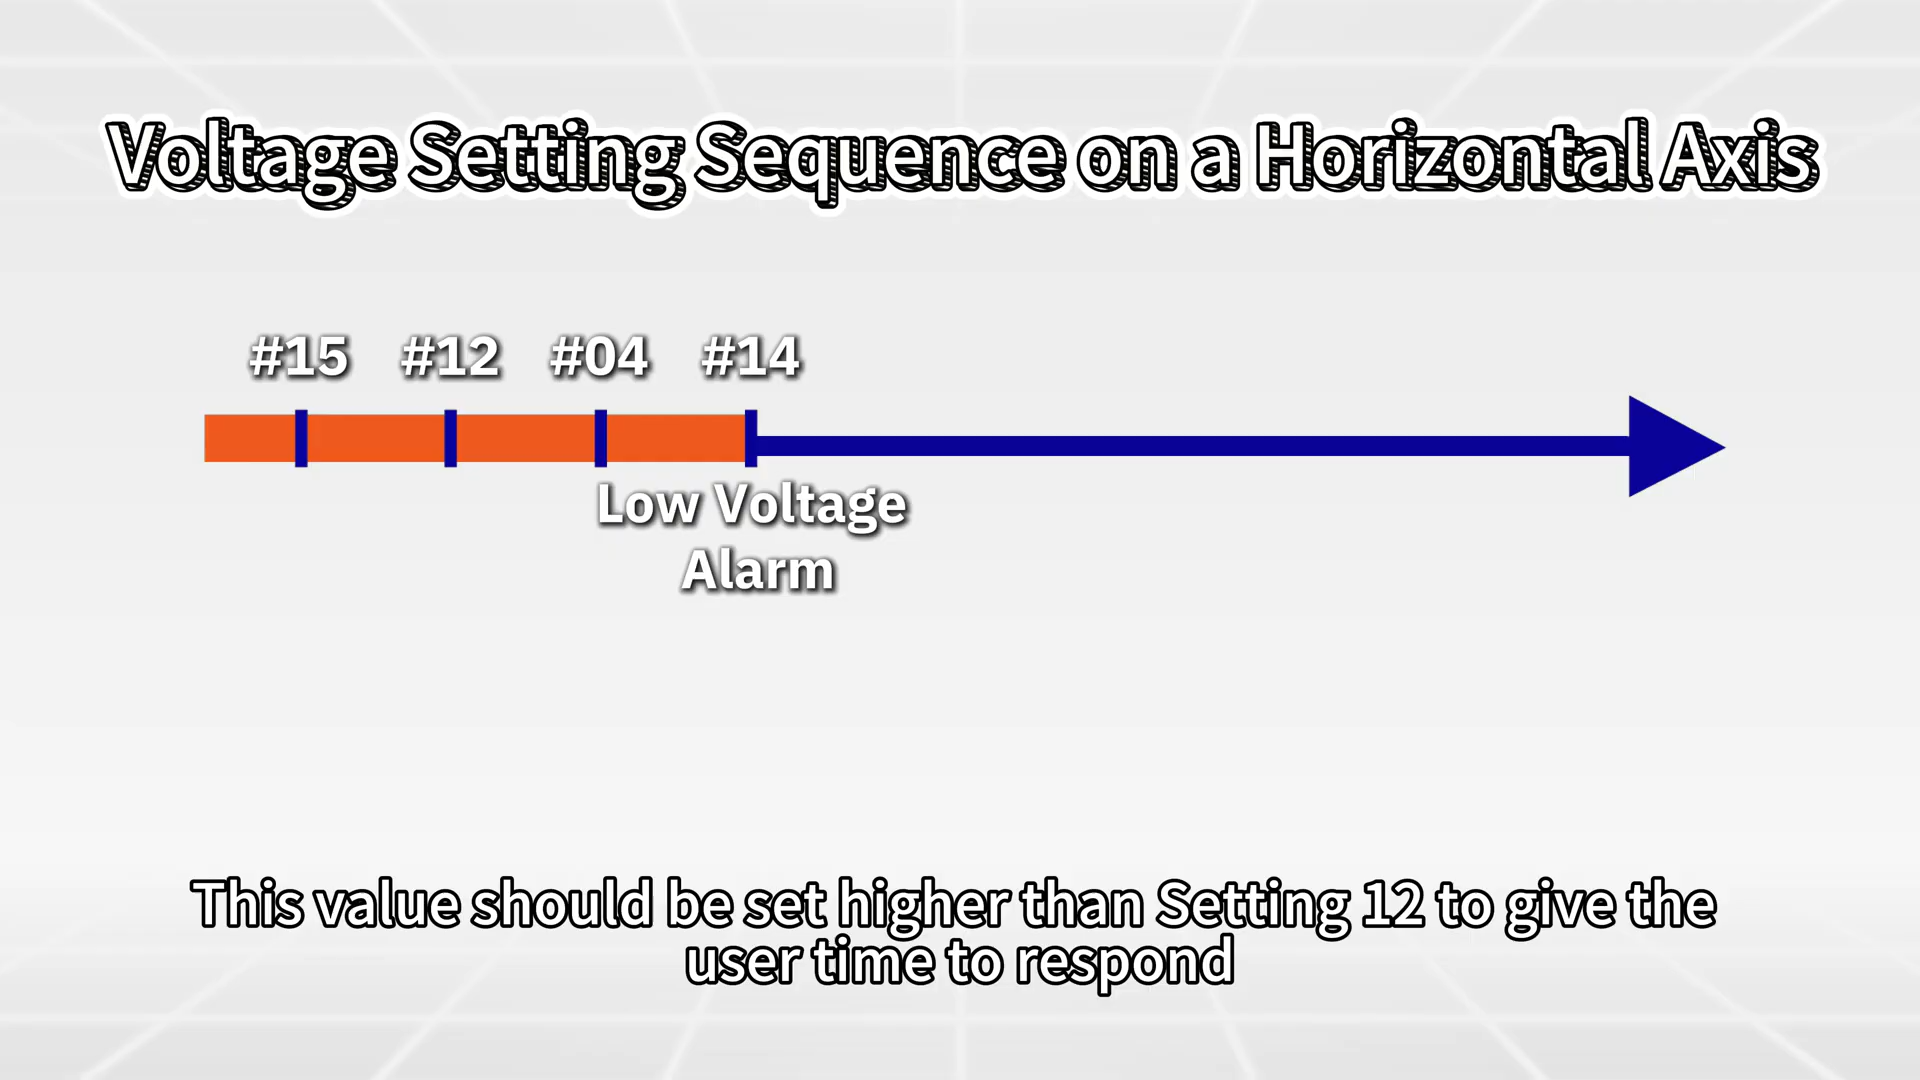 Voltage Setting Sequence on a Horizontal Axis
#15 #12 #04 #14
Low Voltage
Alarm
This value should be set higher than Setting 12 to give the
user time to respond